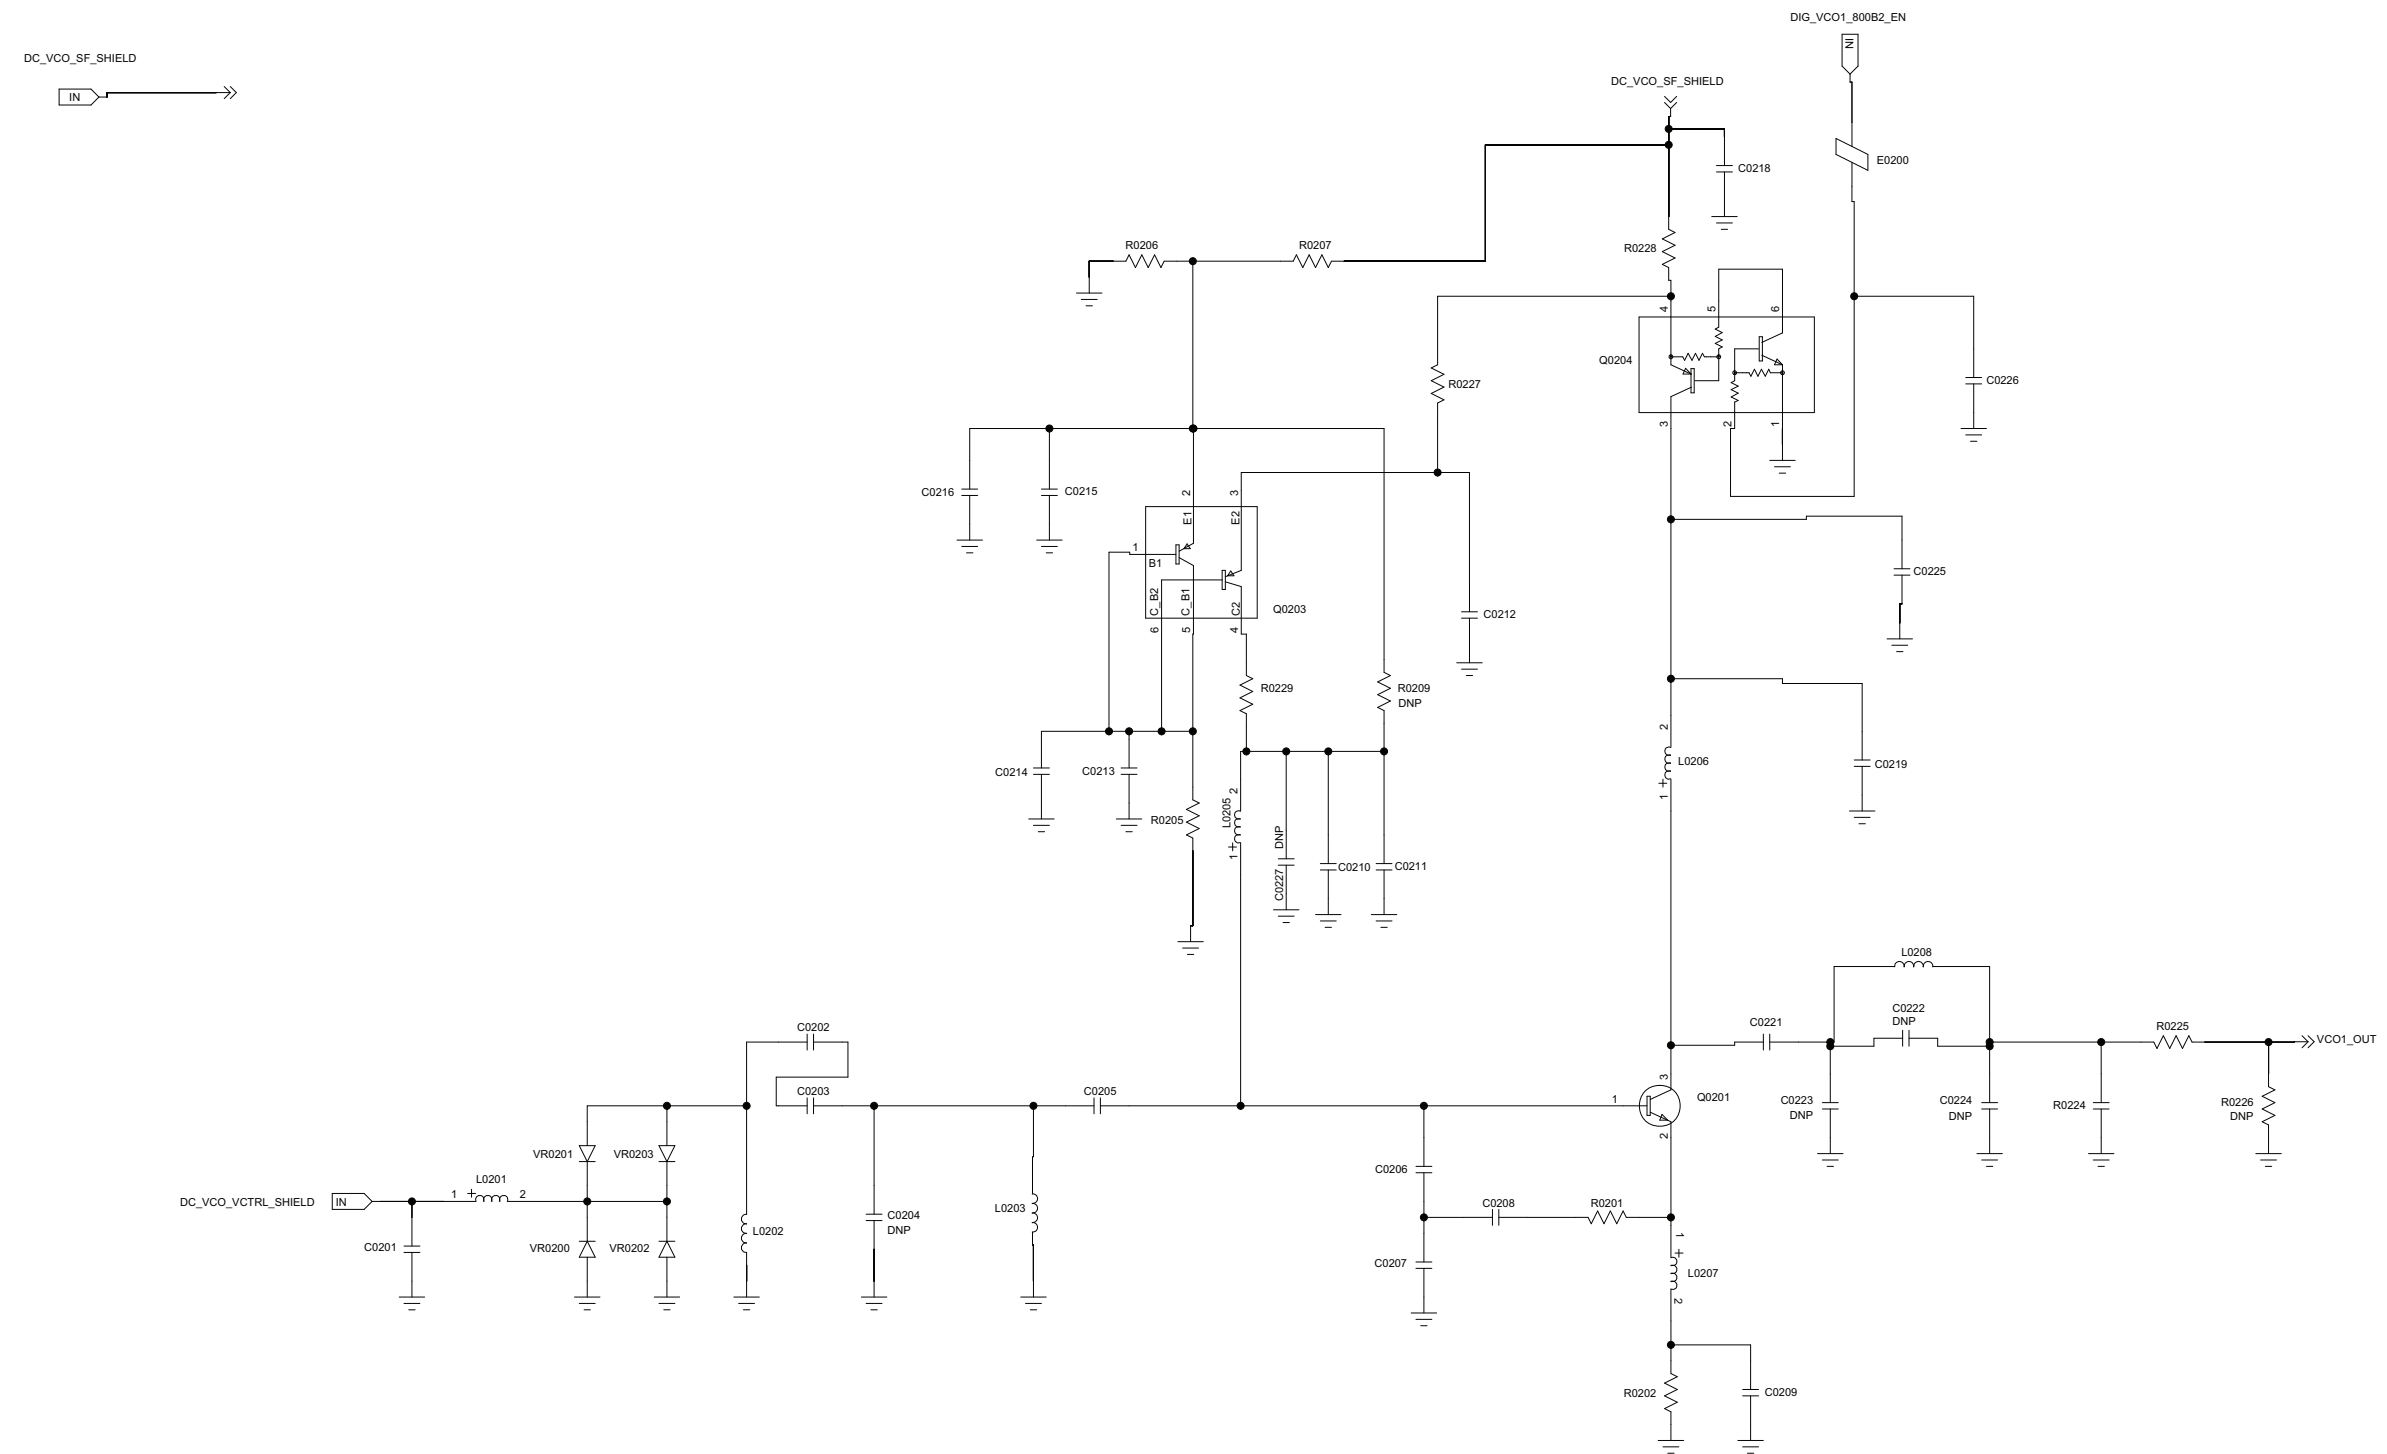 DIG_VCO1_800B2_EN
IN
DC_VCO_SF_SHIELD
IN
DC_VCO_SF_SHIELD
E0200
C0218
R0206
R0207
R0228
4
5
6
Q0204
R0227
C0226
3
2
1
C0216
C0215
2
3
E1
E2
1
B1
C_B2
C_B1
C2
Q0203
6
5
4
C0212
C0225
R0229
R0209
DNP
2
L0206
+
1
C0219
C0214
C0213
R0205
2
L0205
+
1
DNP
C0227
C0210
C0211
L0208
C0202
C0221
C0222
DNP
R0225
VCO1_OUT
C0203
C0205
3
1
Q0201
2
C0223
DNP
C0224
DNP
R0224
R0226
DNP
VR0201
VR0203
C0206
L0201
DC_VCO_VCTRL_SHIELD
IN
1
+
2
C0208
R0201
L0203
C0204
DNP
L0202
C0201
VR0200
VR0202
C0207
1
+
L0207
2
R0202
C0209